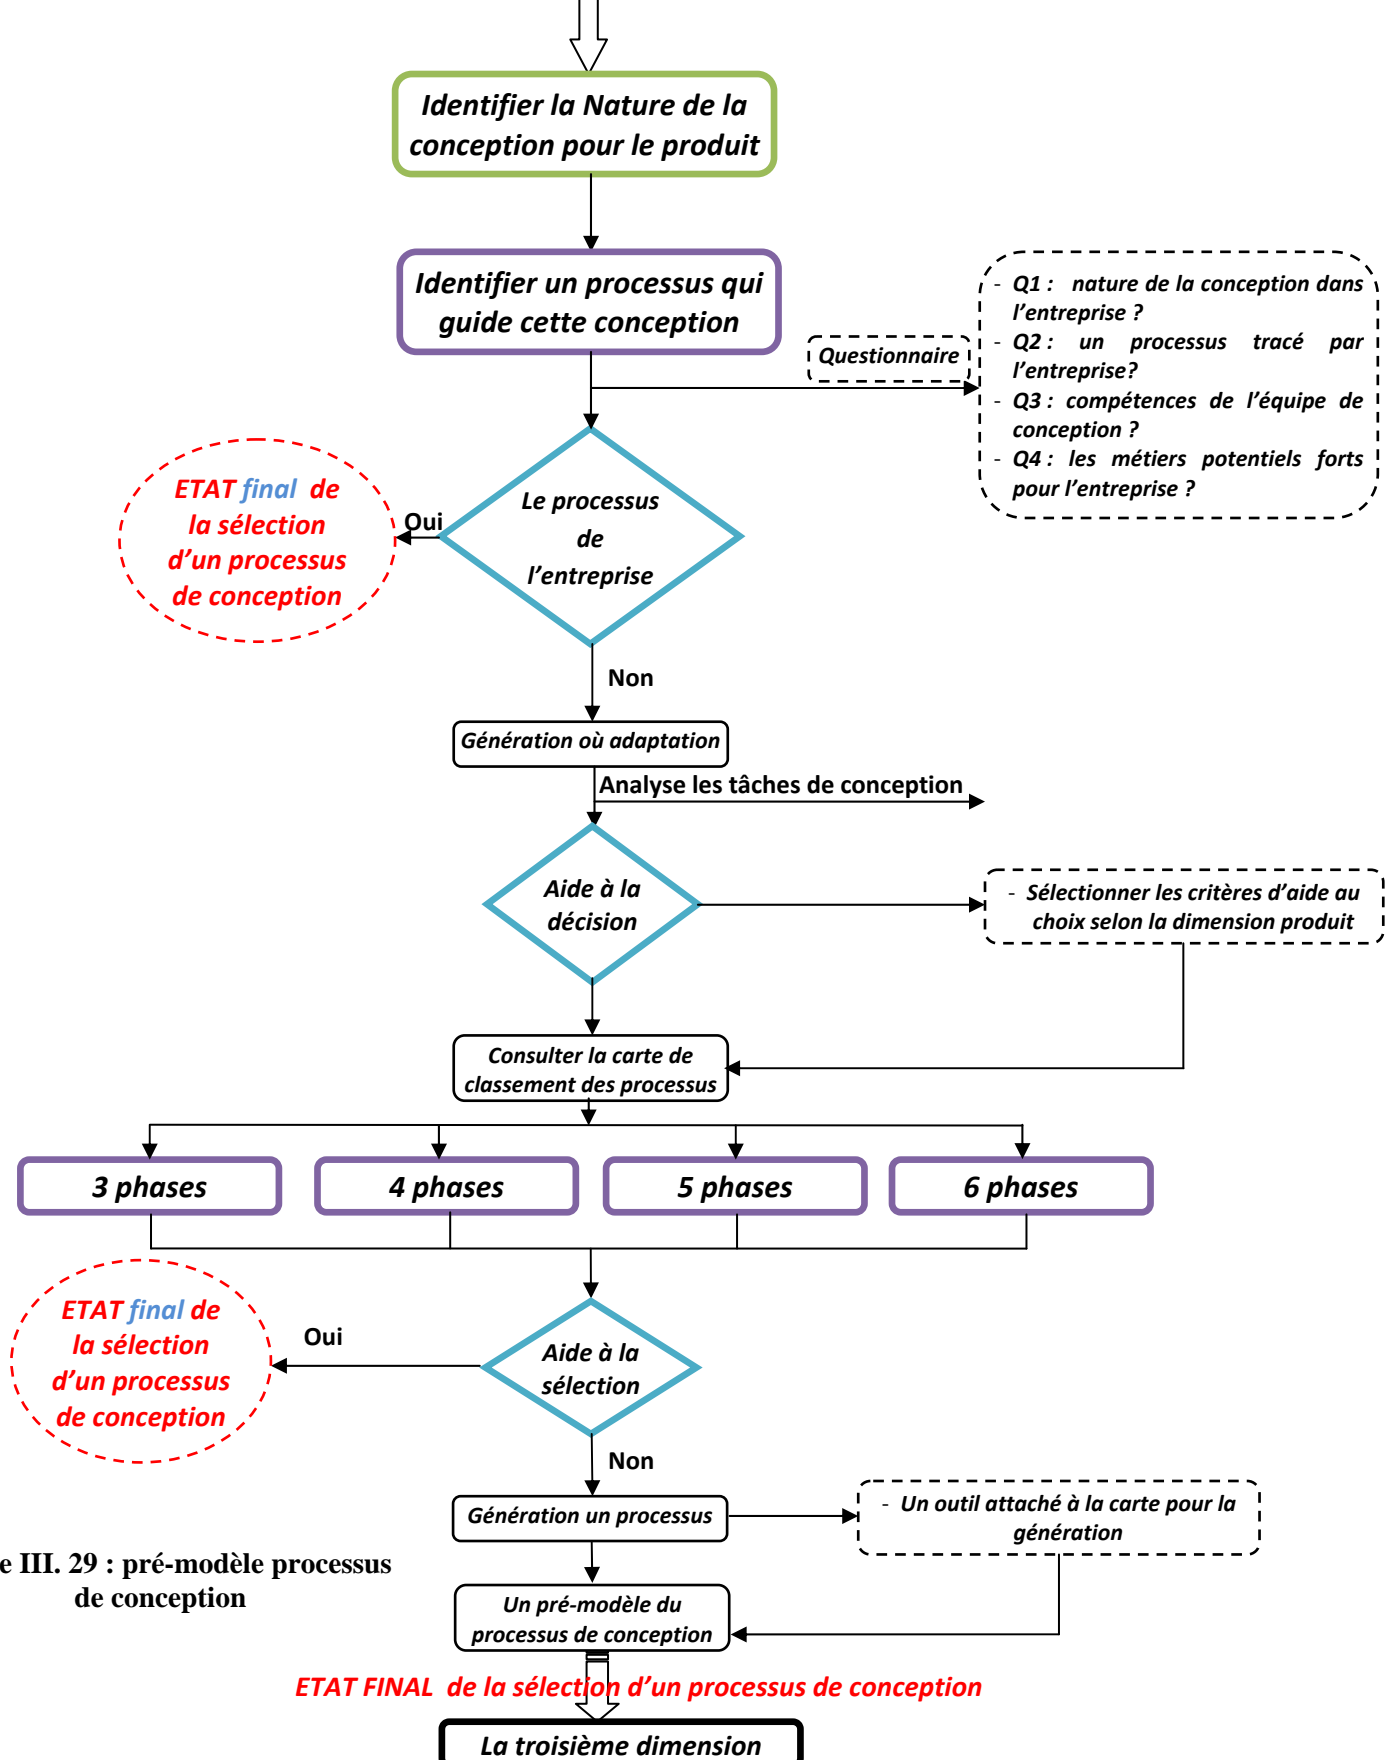 Identifier la Nature de la
conception pour le produit
Identifier un processus qui
guide cette conception
Questionnaire
- Q1 : nature de la conception dans
l'entreprise ?
- Q2 : un processus tracé par
l'entreprise?
- Q3 : compétences de l'équipe de
conception ?
- Q4 : les métiers potentiels forts
pour l'entreprise ?
ETAT final de
la sélection
d'un processus
de conception
Oui
Le processus
de
l'entreprise
Non
Génération où adaptation
Analyse les tâches de conception
Aide à la
décision
- Sélectionner les critères d'aide au
choix selon la dimension produit
Consulter la carte de
classement des processus
3 phases
4 phases
5 phases
6 phases
ETAT final de
la sélection
d'un processus
de conception
Oui
Aide à la
sélection
Non
Génération un processus
- Un outil attaché à la carte pour la
génération
e III. 29 : pré-modèle processus
de conception
Un pré-modèle du
processus de conception
ETAT FINAL de la sélection d'un processus de conception
La troisième dimension